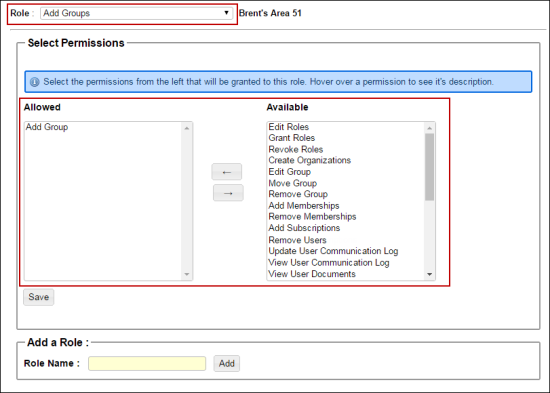 Role : Add Groups Brent's Area 51
Select Permissions
Select the permissions from the left that will be granted to this role. Hover over a permission to see it's description.
Allowed
Add Group
←
→
Available
Edit Roles
Grant Roles
Revoke Roles
Create Organizations
Edit Group
Move Group
Remove Group
Add Memberships
Remove Memberships
Add Subscriptions
Remove Users
Update User Communication Log
View User Communication Log
View User Documents
Save
Add a Role :
Role Name : Add